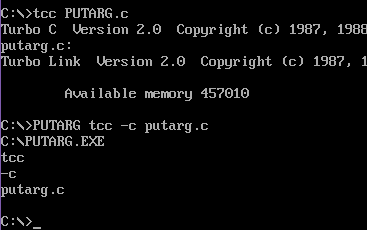 C:\>tcc PUTARG.c
Turbo C  Version 2.0  Copyright (c) 1987, 1988
putarg.c:
Turbo Link  Version 2.0  Copyright (c) 1987, 1
Available memory 457010
C:\>PUTARG tcc -c putarg.c
C:\PUTARG.EXE
tcc
-c
putarg.c
C:\>_